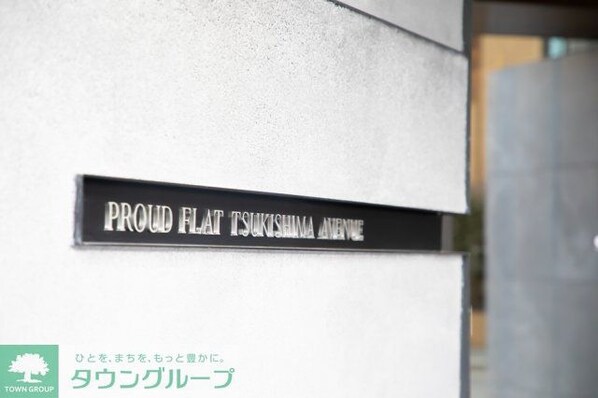 PROUD FLAT TSUKISHIMA AVENUE
ひとを、まちを、もっと豊かに。
TOWN GROUP
タウングループ